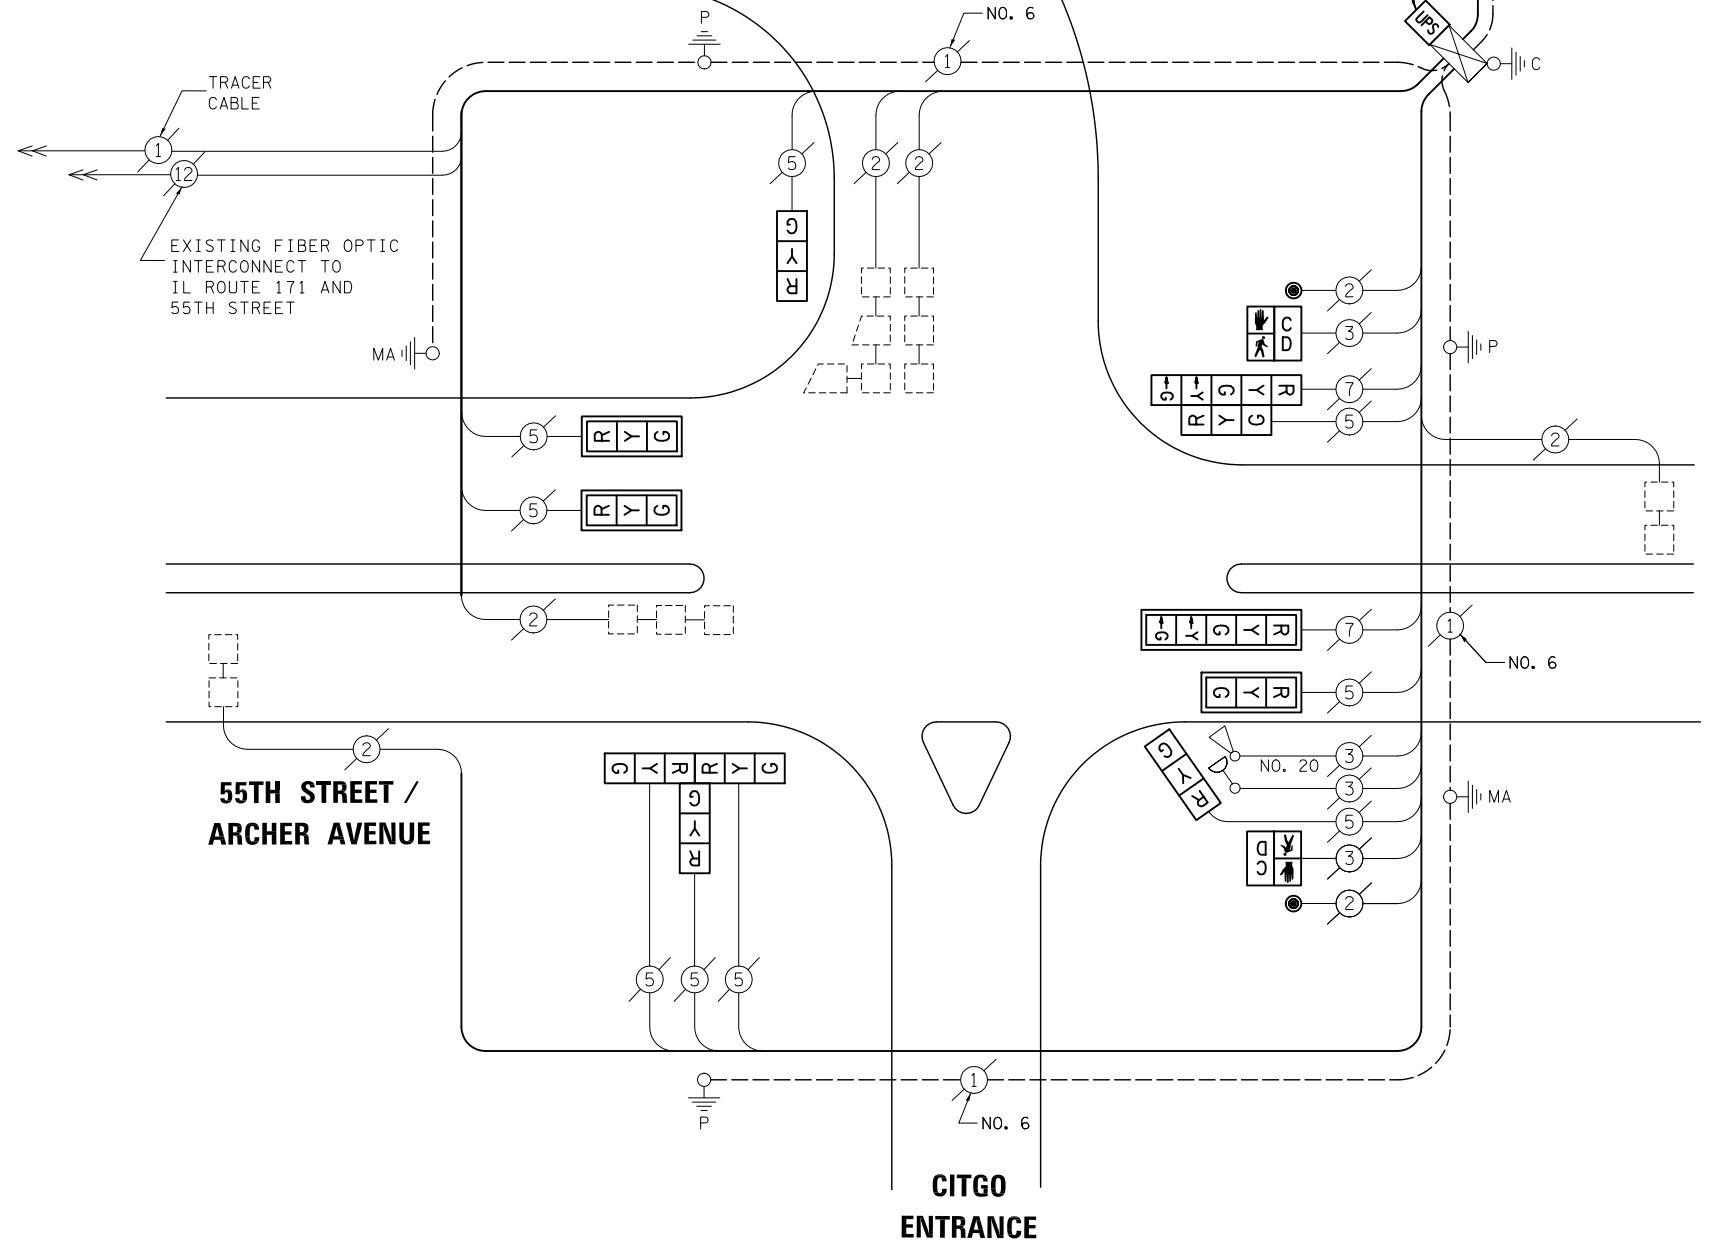 P
NO. 6
UPS
C
TRACER
CABLE
1
1
12
5
2
2
EXISTING FIBER OPTIC
INTERCONNECT TO
IL ROUTE 171 AND
55TH STREET
G
Y
R
MA
2
C
D
3
P
G Y G Y R
7
R Y G
5
5
R Y G
2
5
R Y G
2
G Y G Y R
7
1
NO. 6
G Y R
5
2
55TH STREET /
ARCHER AVENUE
G Y R R Y G
G
Y
R
G Y R
NO. 20
3
3
5
MA
C D
3
2
5
5
5
P
1
NO. 6
CITGO
ENTRANCE